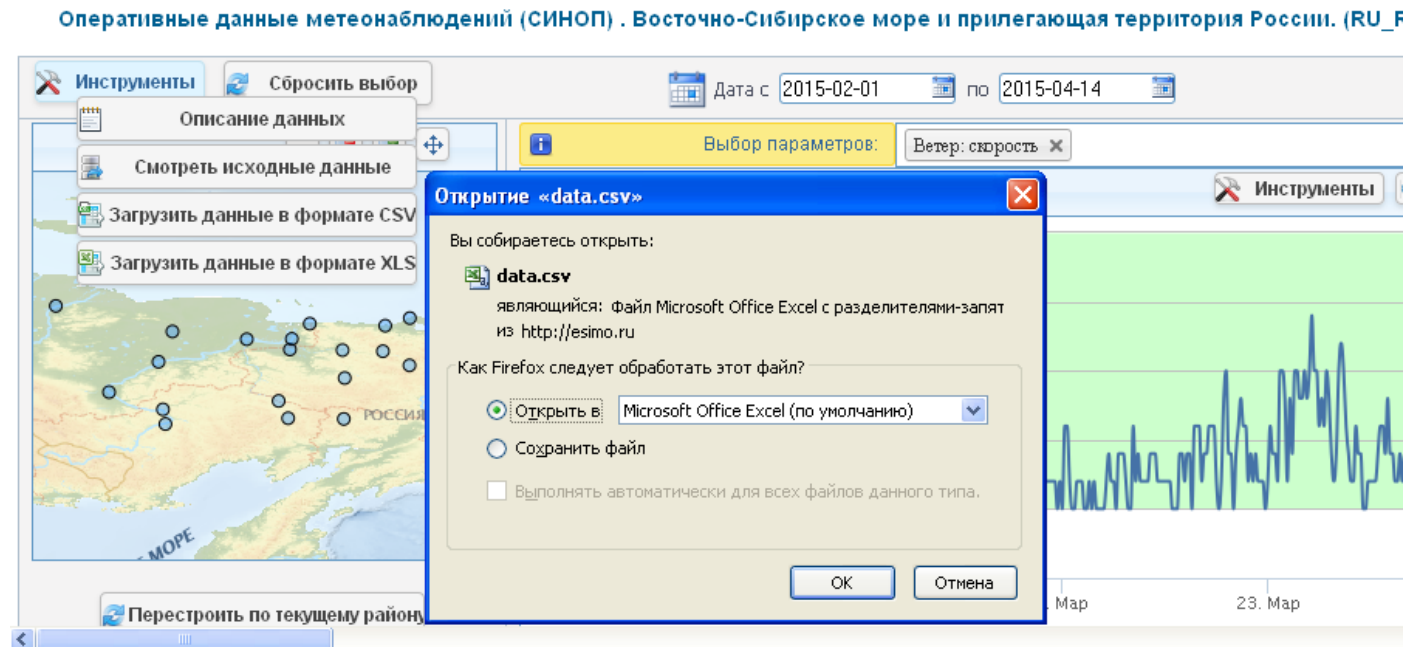 Оперативные данные метеонаблюдений (СИНОП) . Восточно-Сибирское море и прилегающая территория России. (RU_
Инструменты
Сбросить выбор
Дата с 2015-02-01 по 2015-04-14
Описание данных
Смотреть исходные данные
Загрузить данные в формате CSV
Загрузить данные в формате XLS
Выбор параметров:
Ветер: скорость
Инструменты
РОССИЯ
МОРЕ
Перестроить по текущему району
Открытие «data.csv»
Вы собираетесь открыть:
data.csv
являющийся: Файл Microsoft Office Excel с разделителями-запят
из http://esimo.ru
Как Firefox следует обработать этот файл?
Открыть в Microsoft Office Excel (по умолчанию)
Сохранить файл
Выполнять автоматически для всех файлов данного типа.
OK
Отмена
. Мар
23. Мар